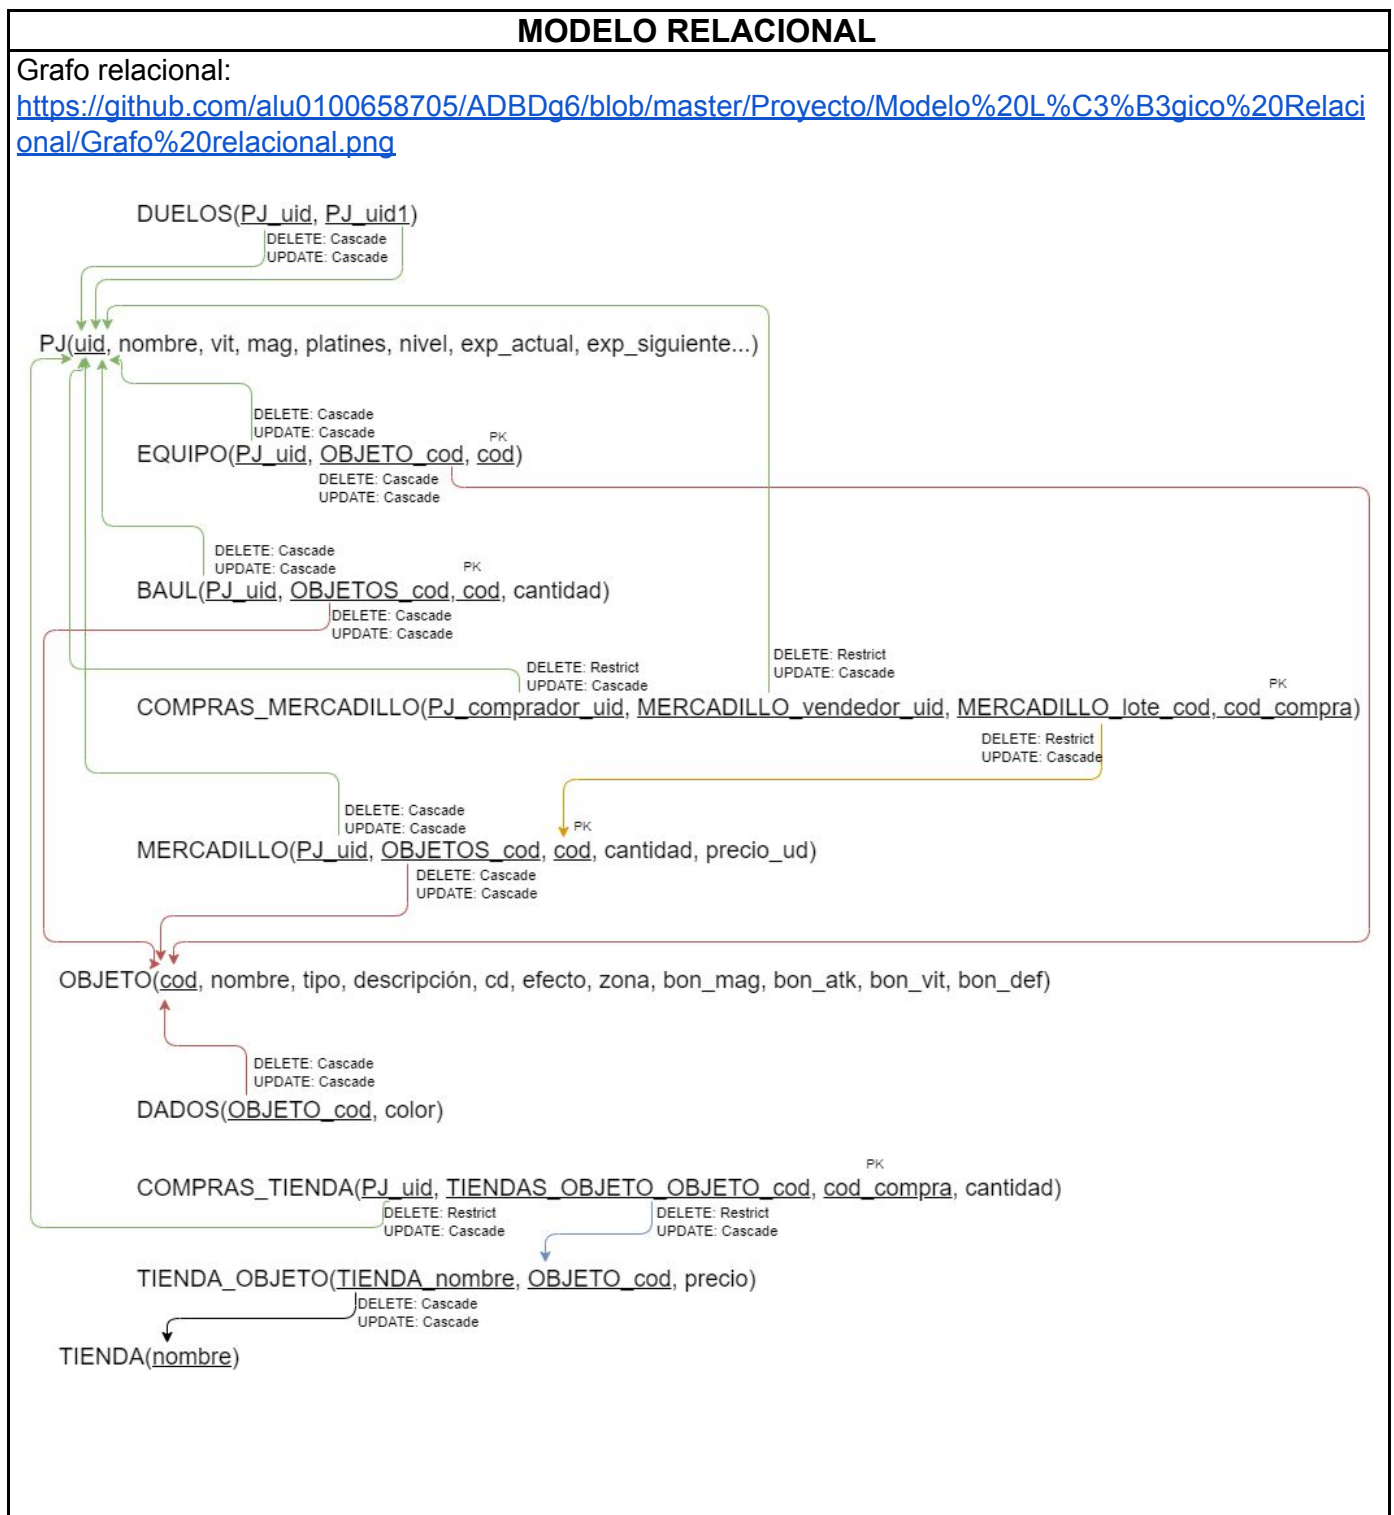 MODELO RELACIONAL
Grafo relacional:
https://github.com/alu0100658705/ADBDg6/blob/master/Proyecto/Modelo%20L%C3%B3gico%20Relaci
onal/Grafo%20relacional.png
DUELOS(PJ_uid, PJ_uid1)
DELETE: Cascade
UPDATE: Cascade
PJ(uid, nombre, vit, mag, platines, nivel, exp_actual, exp_siguiente...)
DELETE: Cascade
UPDATE: Cascade
PK
EQUIPO(PJ_uid, OBJETO_cod, cod)
DELETE: Cascade
UPDATE: Cascade
DELETE: Cascade
UPDATE: Cascade
PK
BAUL(PJ_uid, OBJETOS_cod, cod, cantidad)
DELETE: Cascade
UPDATE: Cascade
DELETE: Restrict
UPDATE: Cascade
DELETE: Restrict
UPDATE: Cascade
PK
COMPRAS_MERCADILLO(PJ_comprador_uid, MERCADILLO_vendedor_uid, MERCADILLO_lote_cod, cod_compra)
DELETE: Restrict
UPDATE: Cascade
DELETE: Cascade
UPDATE: Cascade
PK
MERCADILLO(PJ_uid, OBJETOS_cod, cod, cantidad, precio_ud)
DELETE: Cascade
UPDATE: Cascade
OBJETO(cod, nombre, tipo, descripción, cd, efecto, zona, bon_mag, bon_atk, bon_vit, bon_def)
DELETE: Cascade
UPDATE: Cascade
DADOS(OBJETO_cod, color)
PK
COMPRAS_TIENDA(PJ_uid, TIENDAS_OBJETO_OBJETO_cod, cod_compra, cantidad)
DELETE: Restrict
UPDATE: Cascade
DELETE: Restrict
UPDATE: Cascade
TIENDA_OBJETO(TIENDA_nombre, OBJETO_cod, precio)
DELETE: Cascade
UPDATE: Cascade
TIENDA(nombre)